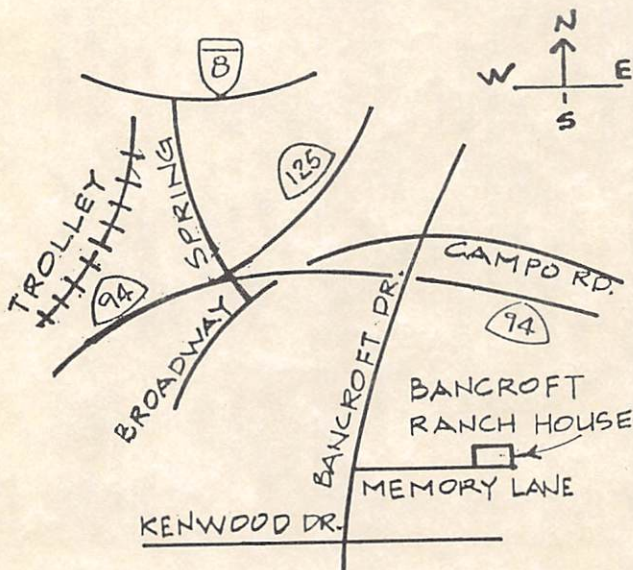 N
W E
S
8
125
SPRING
TROLLEY
94
CAMPO RD.
94
BROADWAY
BANCROFT DR.
BANCROFT
RANCH HOUSE
MEMORY LANE
KENWOOD DR.